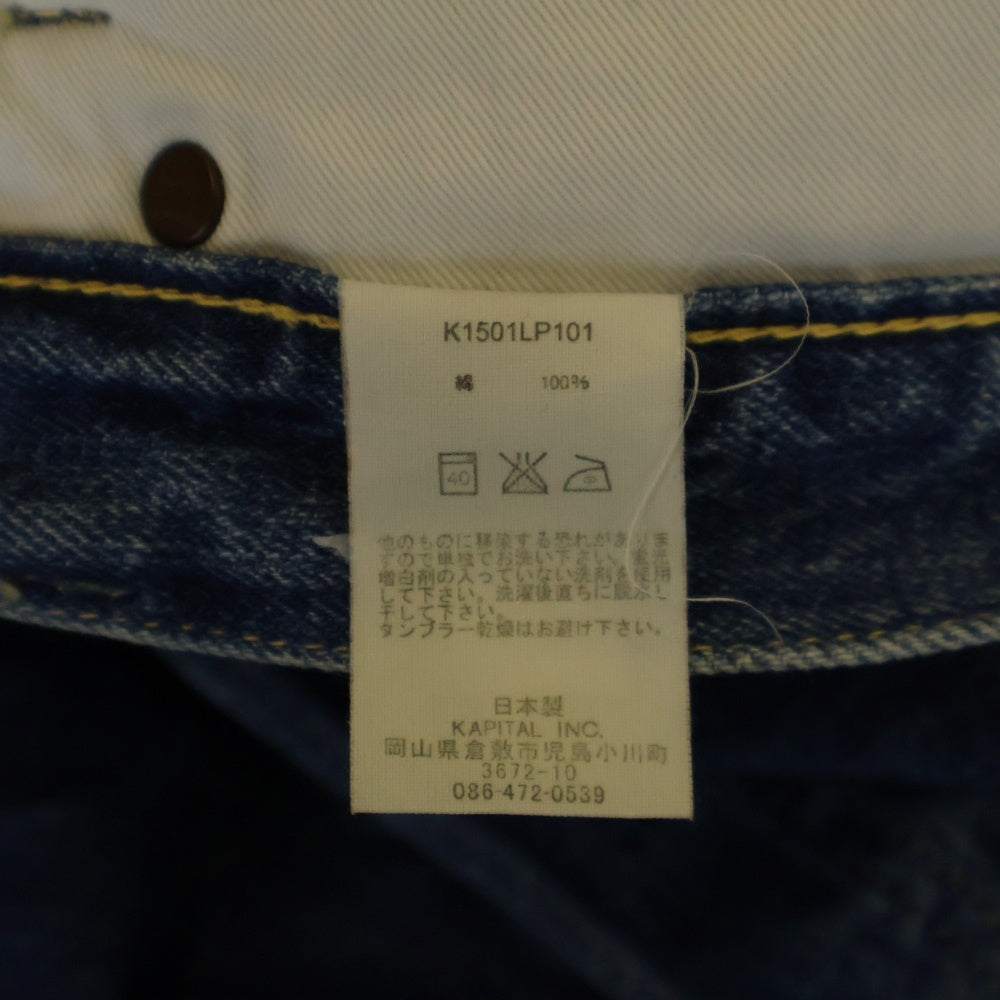 K1501LP101
綿 100%
40
他のものに移染する恐れがありま
すので単独でお洗い下さい。蛍光
増白剤の入っていない洗剤を使用
して下さい。洗濯後直ちに脱水し
干して下さい。
タンブラー乾燥はお避け下さい。
日本製
KAPITAL INC.
岡山県倉敷市児島小川町
3672-10
086-472-0539